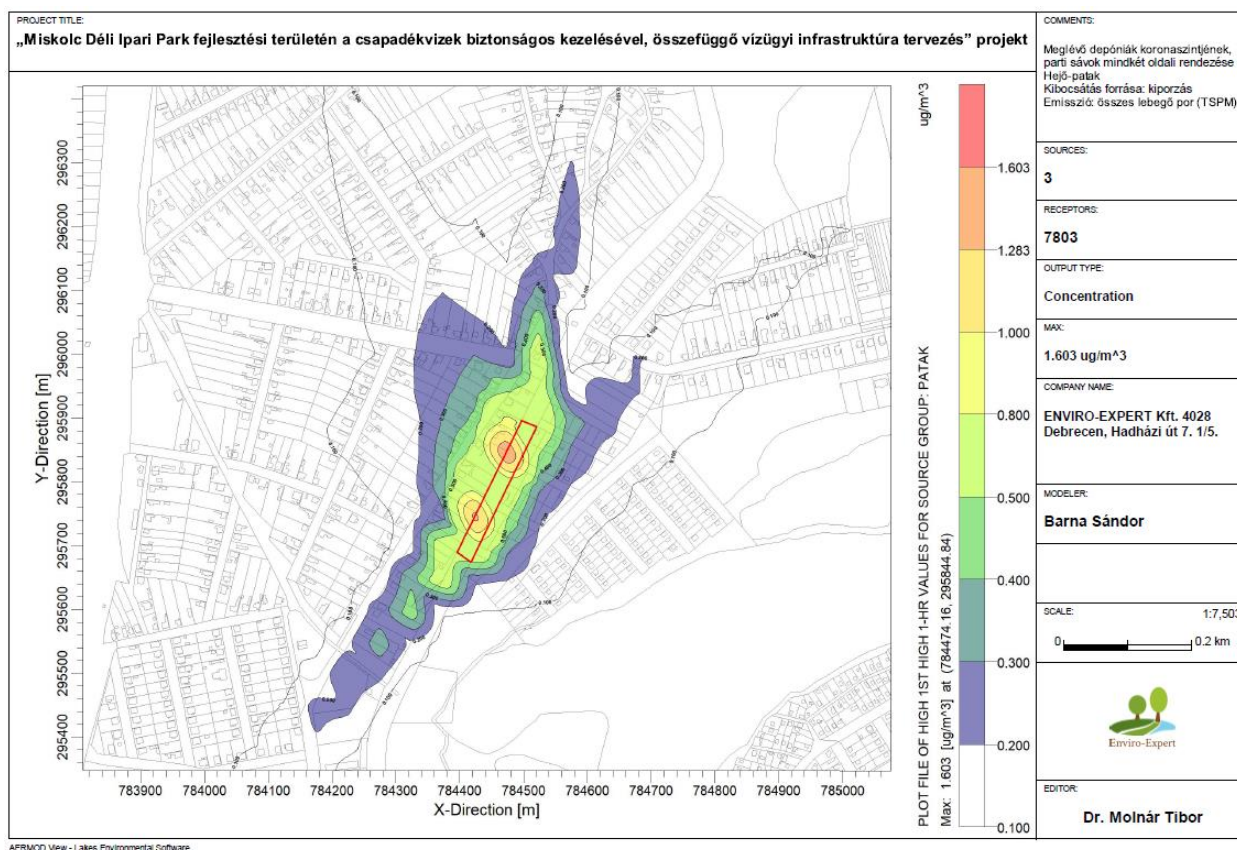 PROJECT TITLE:
„Miskolc Déli Ipari Park fejlesztési területén a csapadékvizek biztonságos kezelésével, összefüggő vízügyi infrastruktúra tervezés” projekt
Y-Direction [m]
296300
296200
296100
296000
295900
295800
295700
295600
295500
295400
783900
784000
784100
784200
784300
784400
784500
784600
784700
784800
784900
785000
X-Direction [m]
PLOT FILE OF HIGH 1ST HIGH 1-HR VALUES FOR SOURCE GROUP: PATAK
Max: 1.603 [ug/m^3] at (784474.16, 295844.84)
ug/m^3
1.603
1.283
1.000
0.800
0.500
0.400
0.300
0.200
0.100
COMMENTS:
Meglévő depóniák koronaszintjének,
parti sávok mindkét oldali rendezése
Hejő-patak
Kibocsátás forrása: kiporzás
Emisszió: összes lebegő por (TSPM)
SOURCES:
3
RECEPTORS:
7803
OUTPUT TYPE:
Concentration
MAX:
1.603 ug/m^3
COMPANY NAME:
ENVIRO-EXPERT Kft. 4028
Debrecen, Hadházi út 7. 1/5.
MODELER:
Barna Sándor
SCALE:
1:7,503
0
0.2 km
Enviro-Expert
EDITOR:
Dr. Molnár Tibor
AERMOD View - Lakes Environmental Software